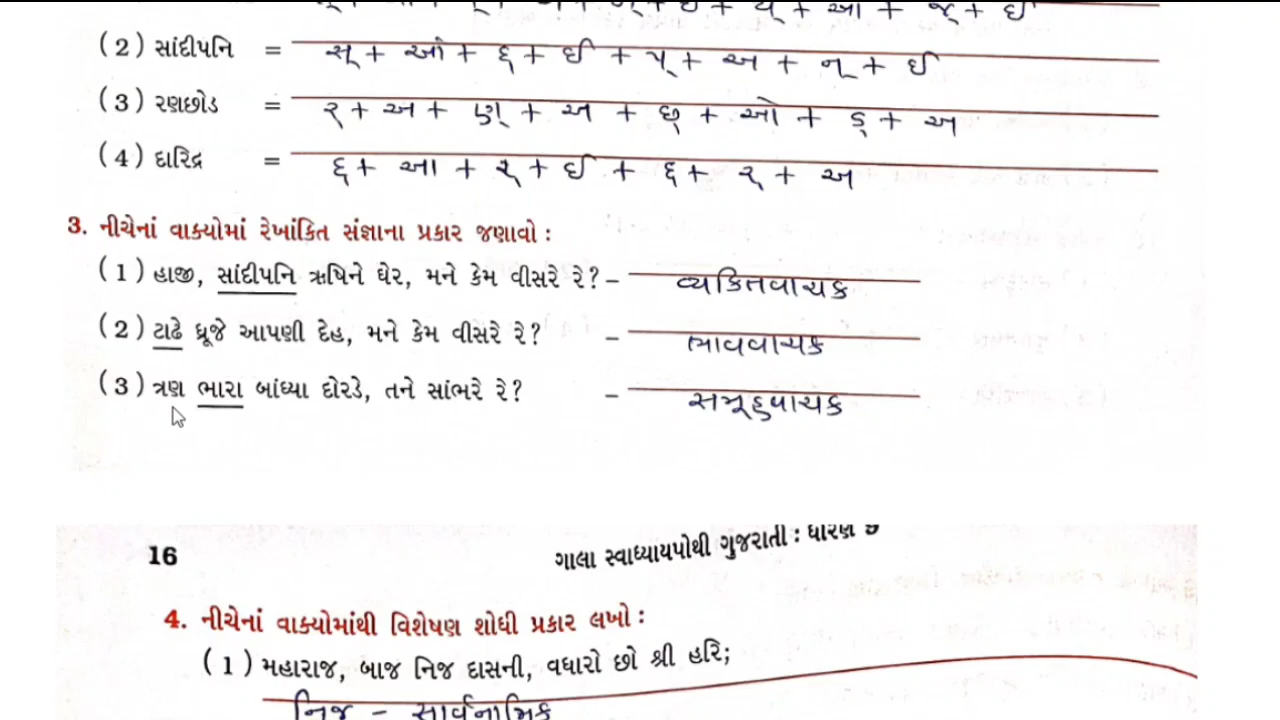 (2) સાંદીપનિ = સ્ + આં + દ્ + ઈ + પ્ + અ + ન્ + ઈ
(3) રણછોડ = ર્ + અ + ણ્ + અ + છ્ + ઓ + ડ્ + અ
(4) દારિદ્ર = દ્ + આ + ર્ + ઈ + દ્ + ર્ + અ
3. નીચેનાં વાક્યોમાં રેખાંકિત સંજ્ઞાના પ્રકાર જણાવો :
(1) હાજી, સાંદીપનિ ઋષિને ઘેર, મને કેમ વીસરે રે? – વ્યકિતવાચક
(2) ટાઢે ધ્રૂજે આપણી દેહ, મને કેમ વીસરે રે? – ભાવવાચક
(3) ત્રણ ભારા બાંધ્યા દોરડે, તને સાંભરે રે? – સમૂહવાચક
16 ગાલા સ્વાધ્યાયપોથી ગુજરાતી : ધોરણ 7
4. નીચેનાં વાક્યોમાંથી વિશેષણ શોધી પ્રકાર લખો :
(1) મહારાજ, બાજ નિજ દાસની, વધારો છો શ્રી હરિ;
નિજ – સાર્વનામિક